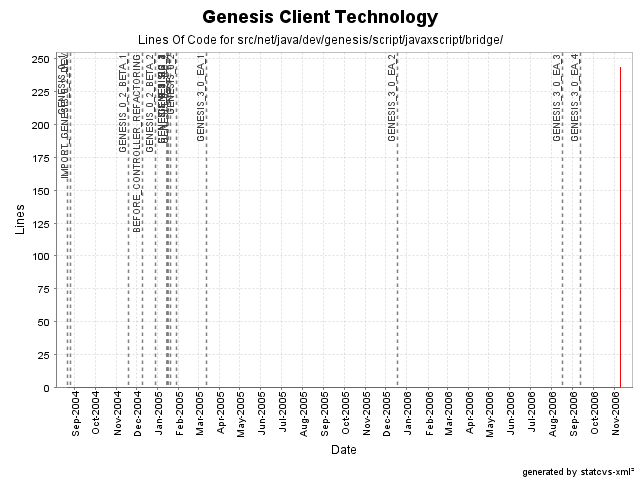 Genesis Client Technology
Lines Of Code for src/net/java/dev/genesis/script/javaxscript/bridge/
Lines
250
225
200
175
150
125
100
75
50
25
0
GENESIS_0_2_BETA_1
BEFORE_CONTROLLER_REFACTORING
GENESIS_0_2_BETA_2
GENESIS_3_0_EA_1
GENESIS_3_0_EA_2
GENESIS_3_0_EA_3
GENESIS_3_0_EA_4
Sep-2004
Oct-2004
Nov-2004
Dec-2004
Jan-2005
Feb-2005
Mar-2005
Apr-2005
May-2005
Jun-2005
Jul-2005
Aug-2005
Sep-2005
Oct-2005
Nov-2005
Dec-2005
Jan-2006
Feb-2006
Mar-2006
Apr-2006
May-2006
Jun-2006
Jul-2006
Aug-2006
Sep-2006
Oct-2006
Nov-2006
Date
generated by statcvs-xml²